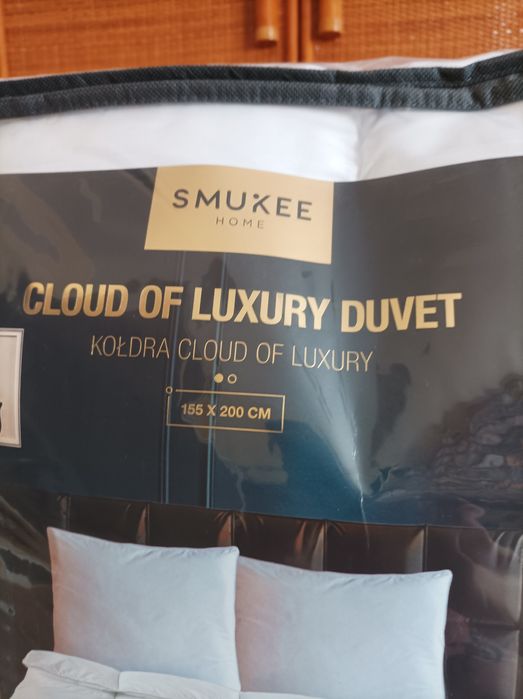 SMUKEE
HOME
CLOUD OF LUXURY DUVET
KOŁDRA CLOUD OF LUXURY
155 X 200 CM